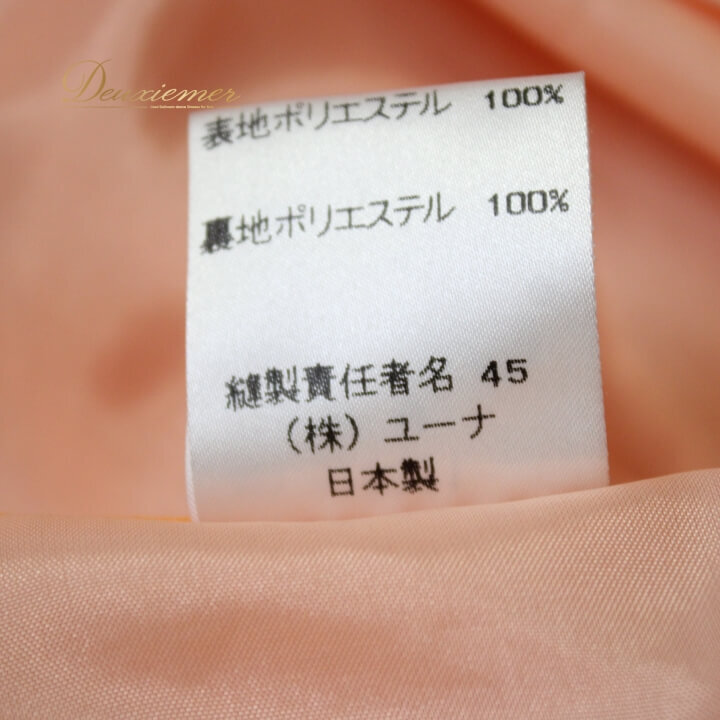 Deuxiemer
表地ポリエステル 100%
裏地ポリエステル 100%
縫製責任者名 45
(株) ユーナ
日本製